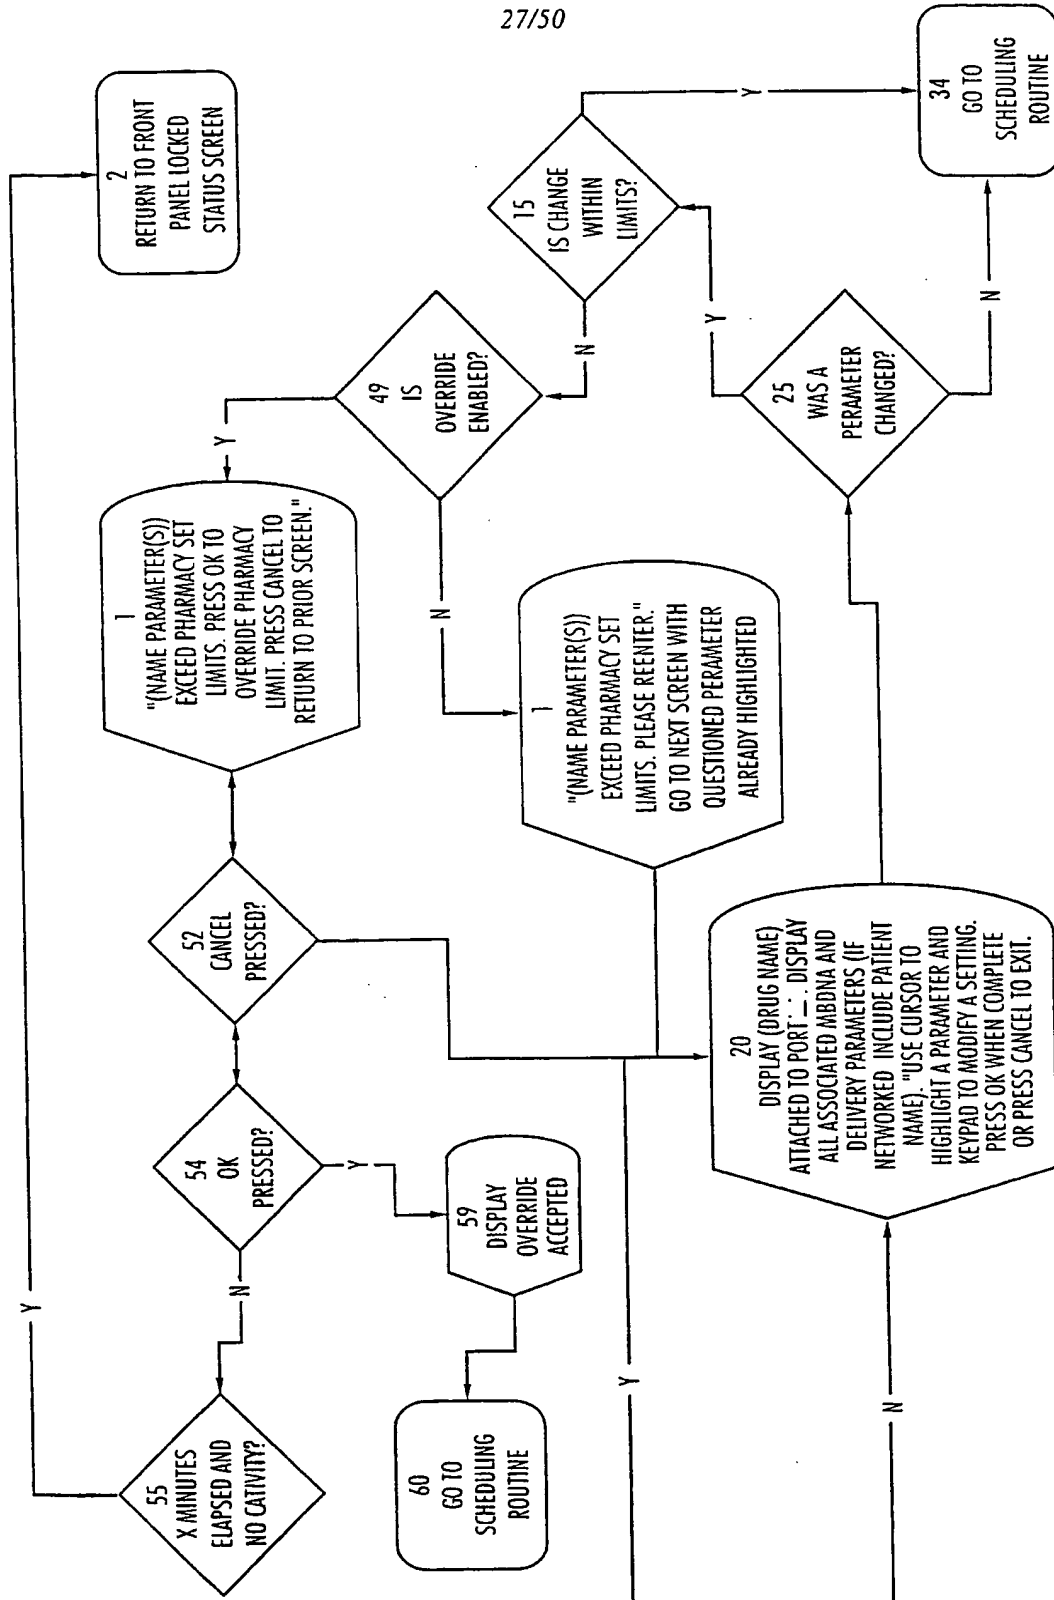 27/50
2
RETURN TO FRONT
PANEL LOCKED
STATUS SCREEN
Y
55
X MINUTES
ELAPSED AND
NO CATIVITY?
N
54
OK
PRESSED?
Y
52
CANCEL
PRESSED?
1
"(NAME PARAMETER(S))
EXCEED PHARMACY SET
LIMITS. PRESS OK TO
OVERRIDE PHARMACY
LIMIT. PRESS CANCEL TO
RETURN TO PRIOR SCREEN."
Y
49
IS
OVERRIDE
ENABLED?
N
15
IS CHANGE
WITHIN
LIMITS?
Y
34
GO TO
SCHEDULING
ROUTINE
60
GO TO
SCHEDULING
ROUTINE
59
DISPLAY
OVERRIDE
ACCEPTED
N
1
"(NAME PARAMETER(S))
EXCEED PHARMACY SET
LIMITS. PLEASE REENTER."
GO TO NEXT SCREEN WITH
QUESTIONED PERAMETER
ALREADY HIGHLIGHTED
Y
N
20
DISPLAY (DRUG NAME)
ATTACHED TO PORT '_'. DISPLAY
ALL ASSOCIATED MBDNA AND
DELIVERY PARAMETERS (IF
NETWORKED INCLUDE PATIENT
NAME). "USE CURSOR TO
HIGHLIGHT A PARAMETER AND
KEYPAD TO MODIFY A SETTING.
PRESS OK WHEN COMPLETE
OR PRESS CANCEL TO EXIT.
25
WAS A
PERAMETER
CHANGED?
Y
N